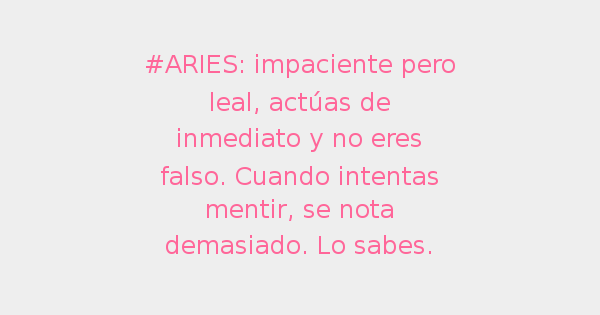 #ARIES: impaciente pero
leal, actúas de
inmediato y no eres
falso. Cuando intentas
mentir, se nota
demasiado. Lo sabes.